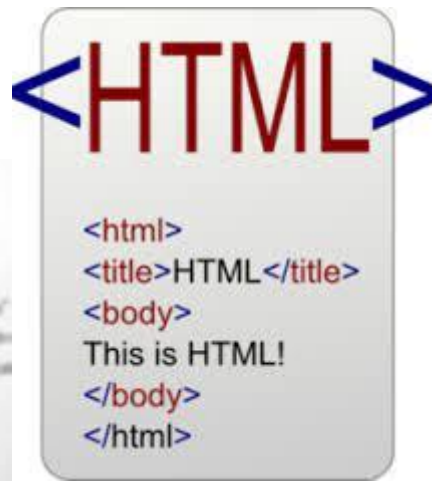 <HTML>
<html>
<title>HTML</title>
<body>
This is HTML!
</body>
</html>